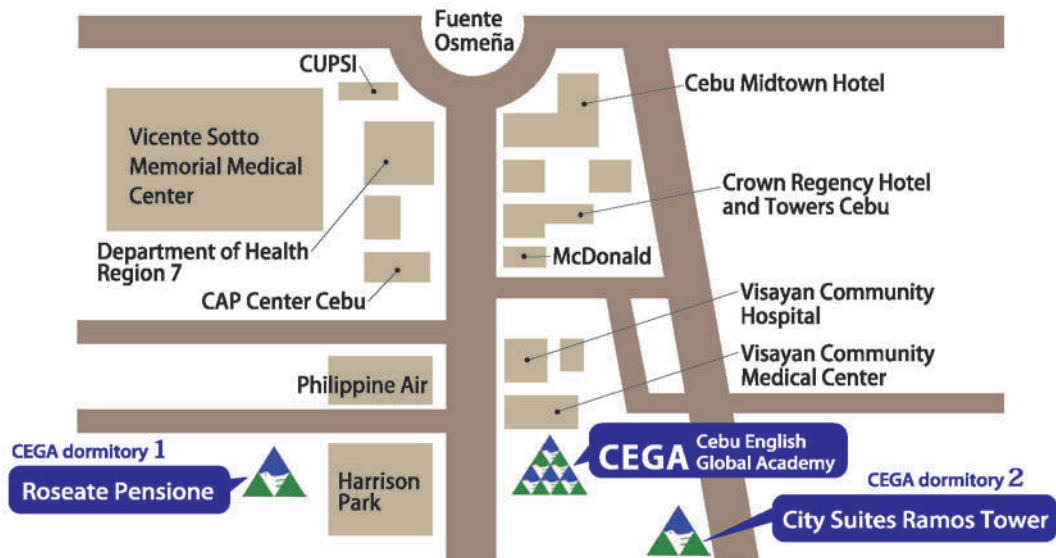 Fuente
Osmeña
CUPSI
Cebu Midtown Hotel
Vicente Sotto
Memorial Medical
Center
Crown Regency Hotel
and Towers Cebu
Department of Health
Region 7
McDonald
CAP Center Cebu
Visayan Community
Hospital
Visayan Community
Medical Center
Philippine Air
CEGA dormitory 1
Roseate Pensione
Harrison
Park
CEGA Cebu English
Global Academy
CEGA dormitory 2
City Suites Ramos Tower